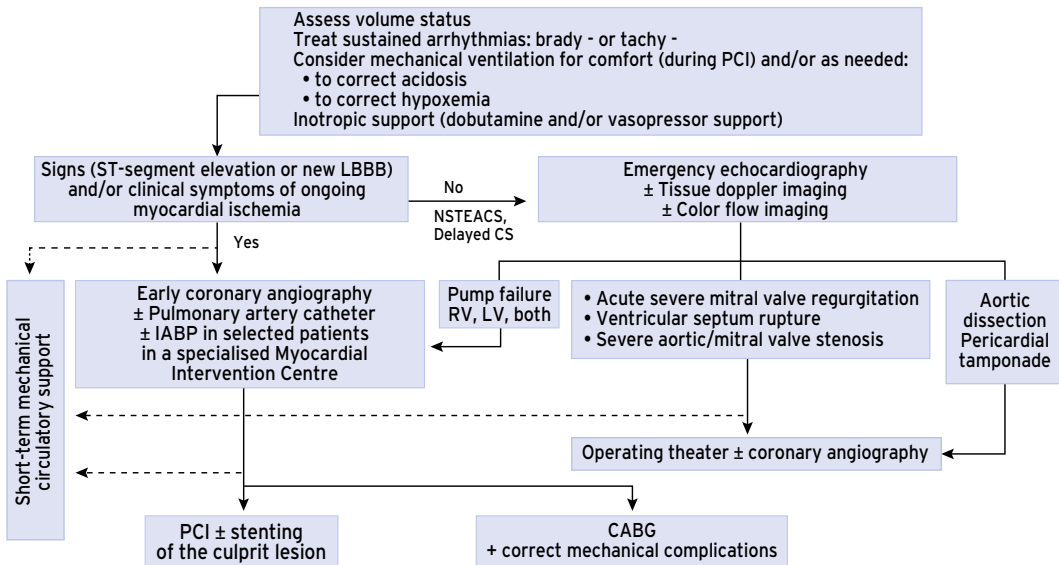 Assess volume status
Treat sustained arrhythmias: brady - or tachy -
Consider mechanical ventilation for comfort (during PCI) and/or as needed:
• to correct acidosis
• to correct hypoxemia
Inotropic support (dobutamine and/or vasopressor support)
Signs (ST-segment elevation or new LBBB)
and/or clinical symptoms of ongoing
myocardial ischemia
No
NSTEACS,
Delayed CS
Emergency echocardiography
± Tissue doppler imaging
± Color flow imaging
Yes
Short-term mechanical
circulatory support
Early coronary angiography
± Pulmonary artery catheter
± IABP in selected patients
in a specialised Myocardial
Intervention Centre
Pump failure
RV, LV, both
• Acute severe mitral valve regurgitation
• Ventricular septum rupture
• Severe aortic/mitral valve stenosis
Aortic
dissection
Pericardial
tamponade
Operating theater ± coronary angiography
PCI ± stenting
of the culprit lesion
CABG
+ correct mechanical complications